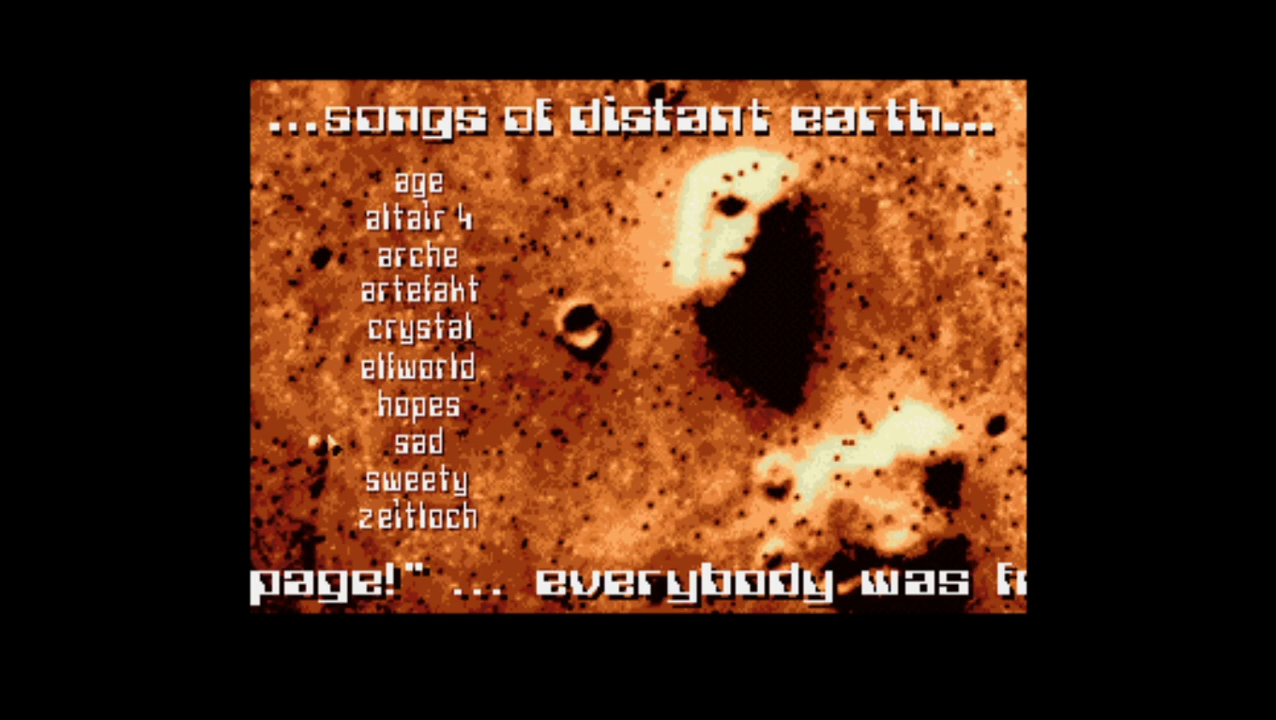 ...songs of distant earth...
age
altair 4
arche
artefakt
crystal
elfworld
hopes
sad
sweety
zeitloch
page!" ... everybody was